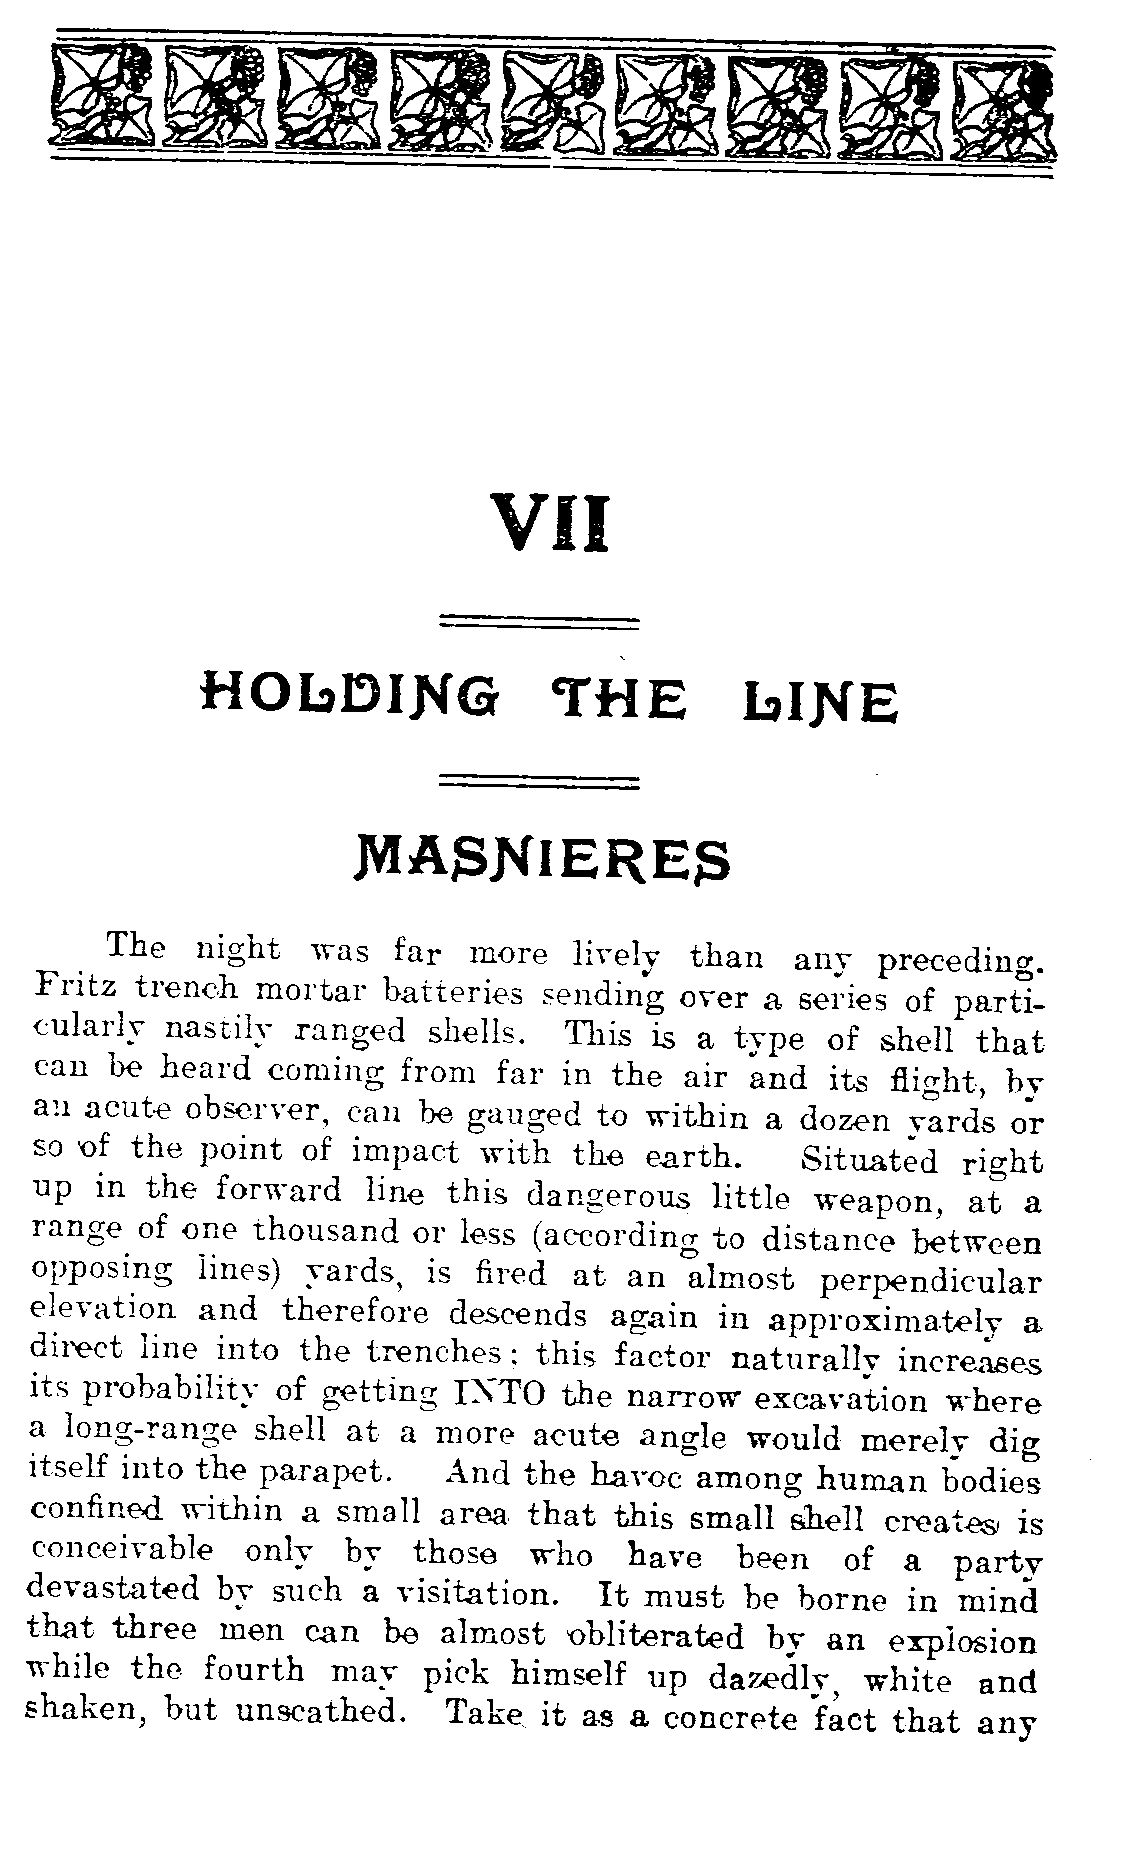 VII
HOLDING THE LINE
MASNIERES
The night was far more lively than any preceding.
Fritz trench mortar batteries sending over a series of parti-
cularly nastily ranged shells. This is a type of shell that
can be heard coming from far in the air and its flight, by
an acute observer, can be gauged to within a dozen yards or
so of the point of impact with the earth. Situated right
up in the forward line this dangerous little weapon, at a
range of one thousand or less (according to distance between
opposing lines) yards, is fired at an almost perpendicular
elevation and therefore descends again in approximately a
direct line into the trenches; this factor naturally increases
its probability of getting INTO the narrow excavation where
a long-range shell at a more acute angle would merely dig
itself into the parapet. And the havoc among human bodies
confined within a small area that this small shell creates is
conceivable only by those who have been of a party
devastated by such a visitation. It must be borne in mind
that three men can be almost obliterated by an explosion
while the fourth may pick himself up dazedly, white and
shaken, but unscathed. Take it as a concrete fact that any